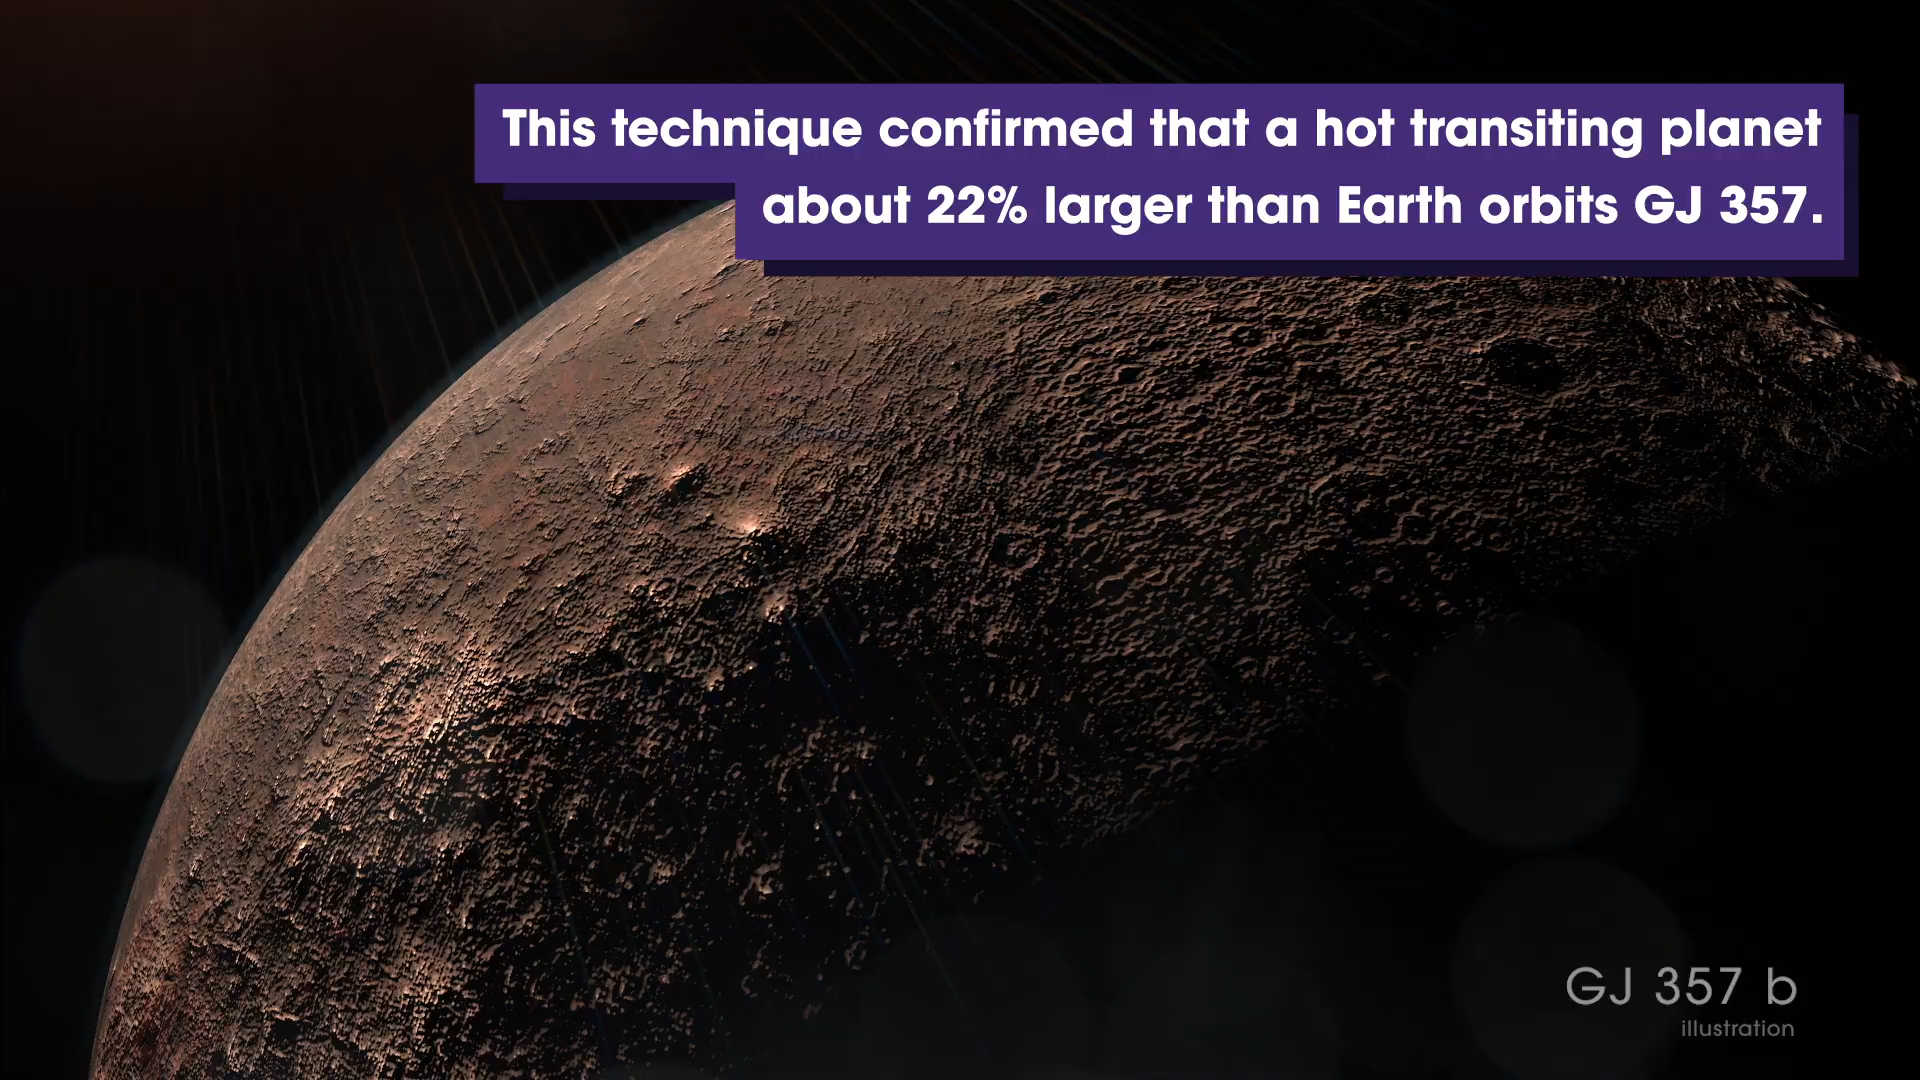 This technique confirmed that a hot transiting planet
about 22% larger than Earth orbits GJ 357.
GJ 357 b
illustration